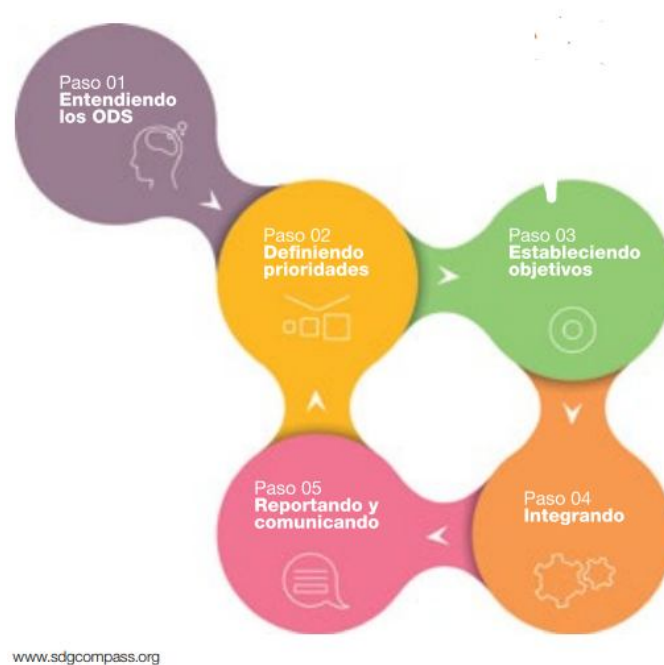 Paso 01
Entendiendo
los ODS
Paso 02
Definiendo
prioridades
Paso 03
Estableciendo
objetivos
Paso 04
Integrando
Paso 05
Reportando y
comunicando
www.sdgcompass.org